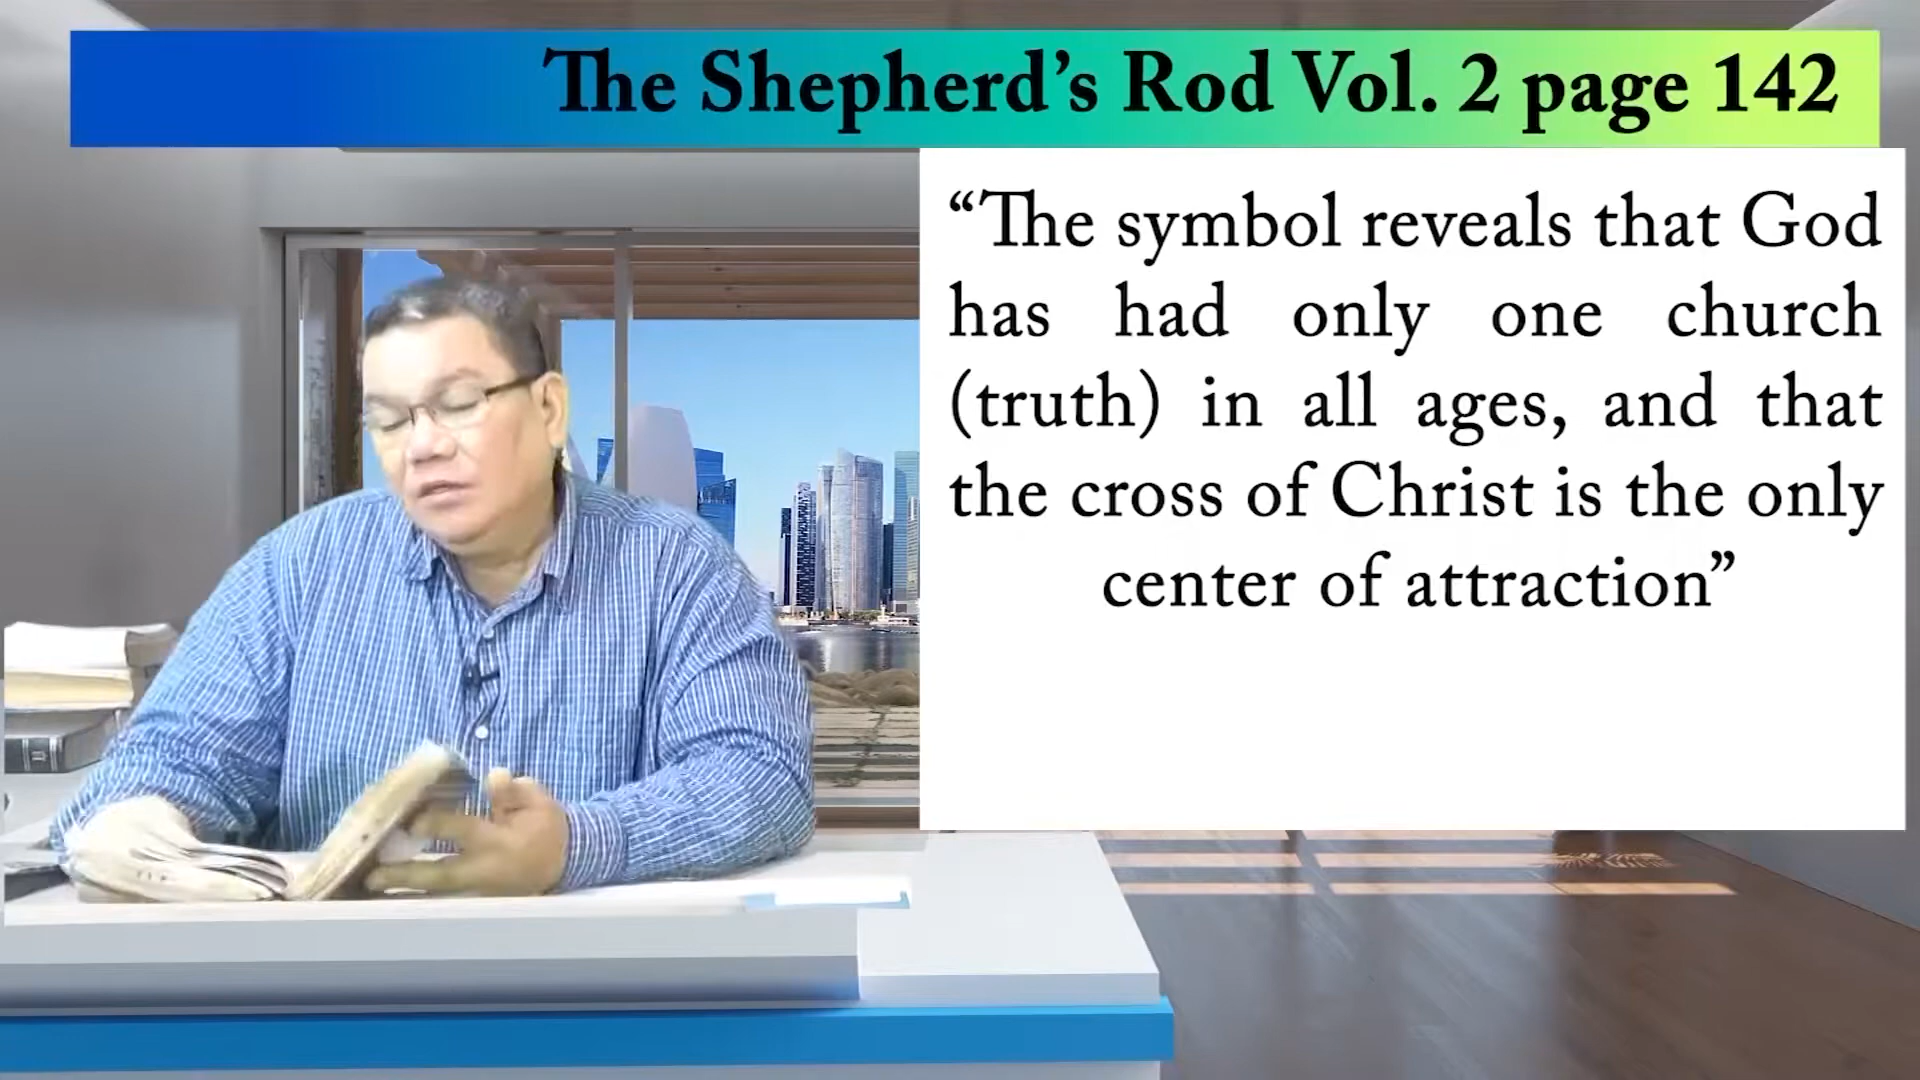 The Shepherd’s Rod Vol. 2 page 142
“The symbol reveals that God
has had only one church
(truth) in all ages, and that
the cross of Christ is the only
center of attraction”